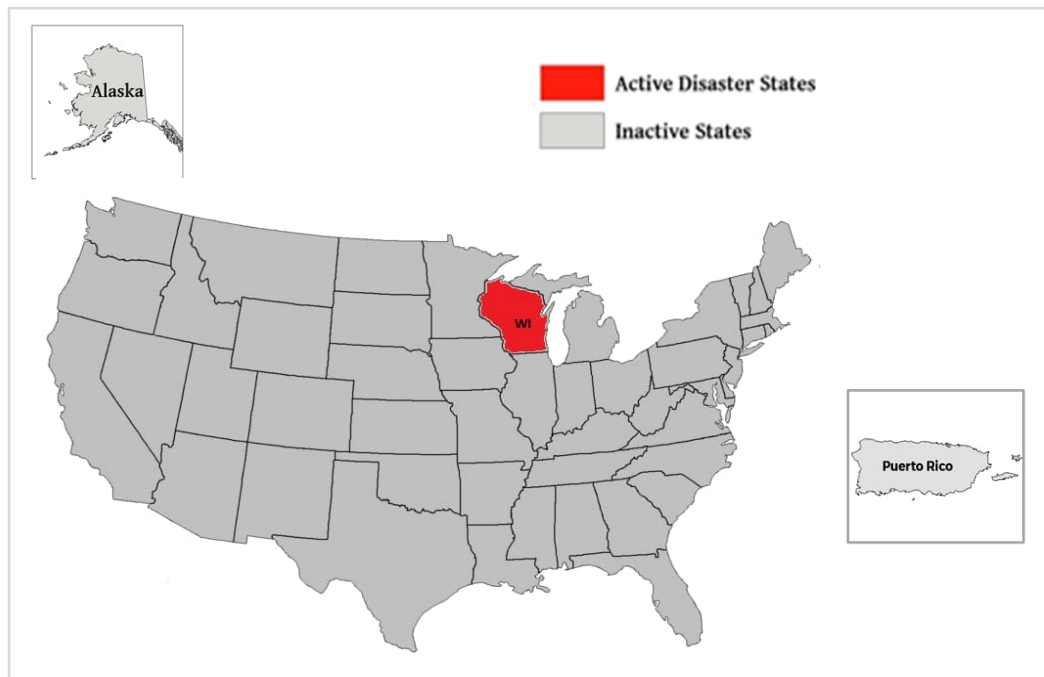 Alaska
Active Disaster States
Inactive States
WI
Puerto Rico